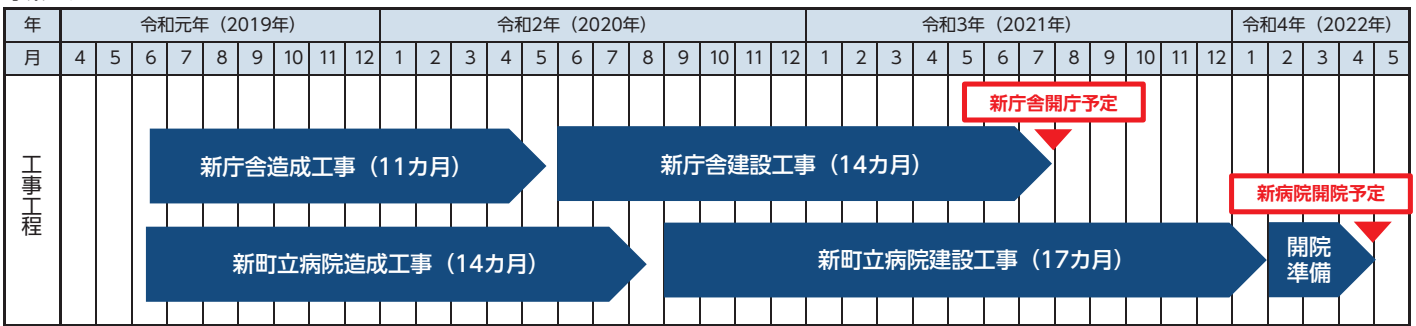 年 令和元年（2019年） 令和2年（2020年） 令和3年（2021年） 令和4年（2022年）
月 4 5 6 7 8 9 10 11 12 1 2 3 4 5 6 7 8 9 10 11 12 1 2 3 4 5 6 7 8 9 10 11 12 1 2 3 4 5
工事工程
新庁舎開庁予定
新庁舎造成工事（11カ月） 新庁舎建設工事（14カ月）
新病院開院予定
新町立病院造成工事（14カ月） 新町立病院建設工事（17カ月） 開院
準備